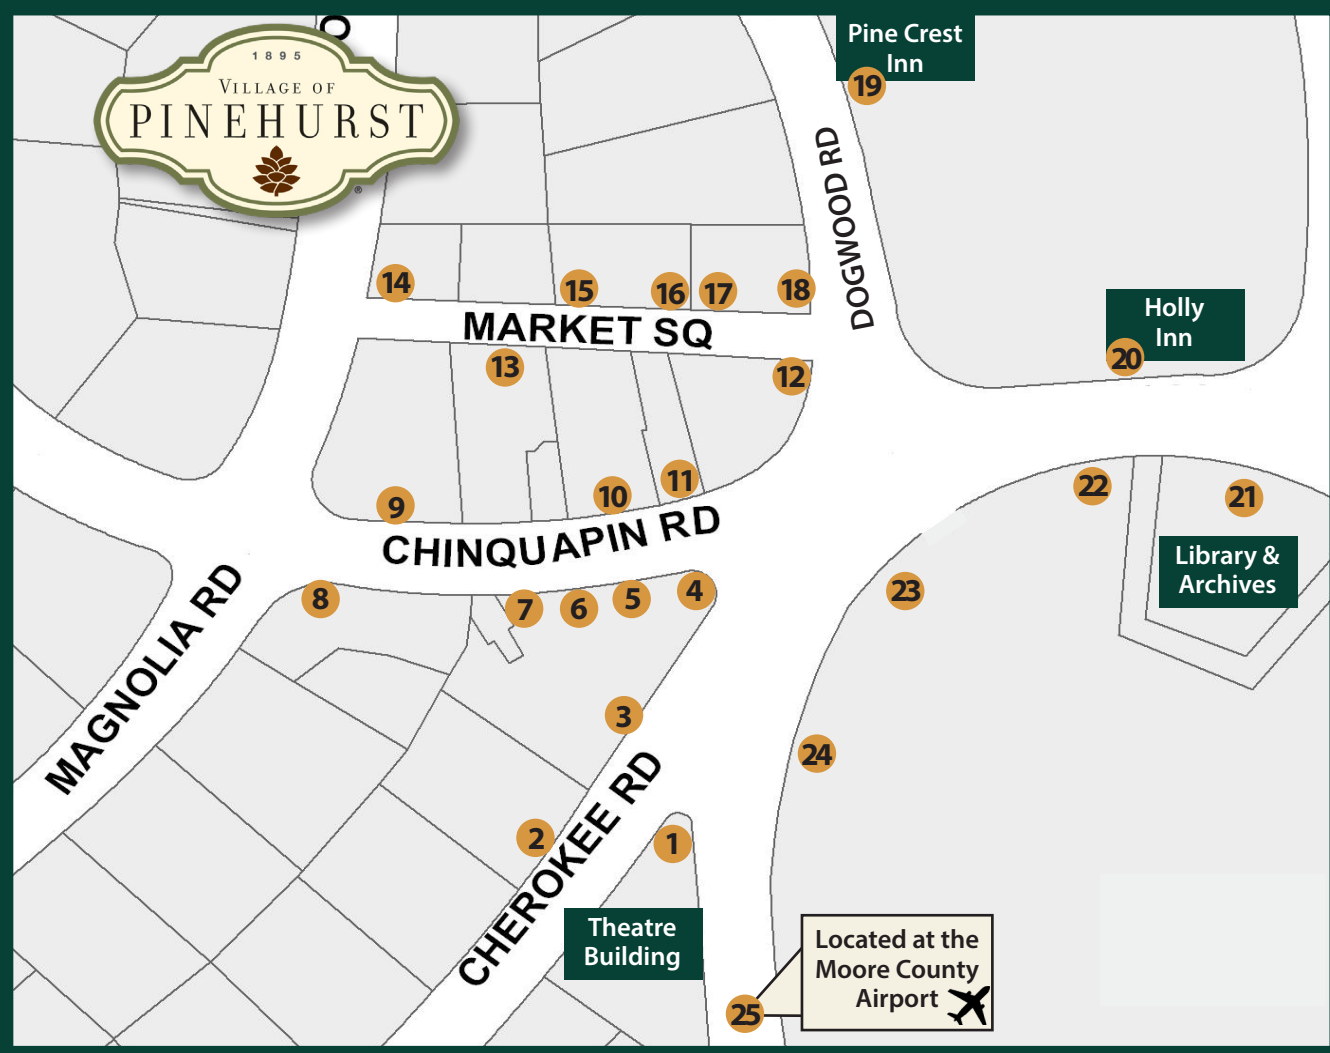 O
1895
VILLAGE OF
PINEHURST
®
Pine Crest
Inn
19
DOGWOOD RD
14
15
16
17
18
MARKET SQ
13
12
Holly
Inn
20
9
10
11
CHINQUAPIN RD
22
21
Library &
Archives
8
7
6
5
4
23
MAGNOLIA RD
3
24
CHEROKEE RD
2
1
Theatre
Building
Located at the
Moore County
Airport
25